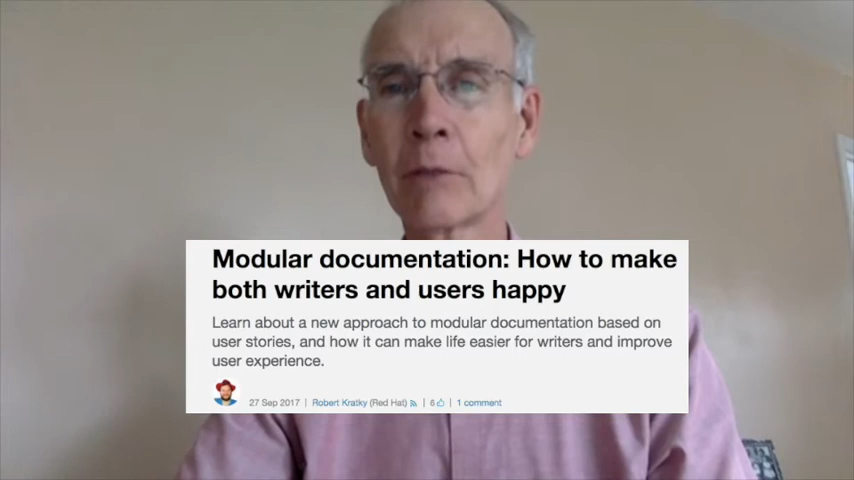 Modular documentation: How to make
both writers and users happy
Learn about a new approach to modular documentation based on
user stories, and how it can make life easier for writers and improve
user experience.
27 Sep 2017 | Robert Kratky (Red Hat) | 6 | 1 comment